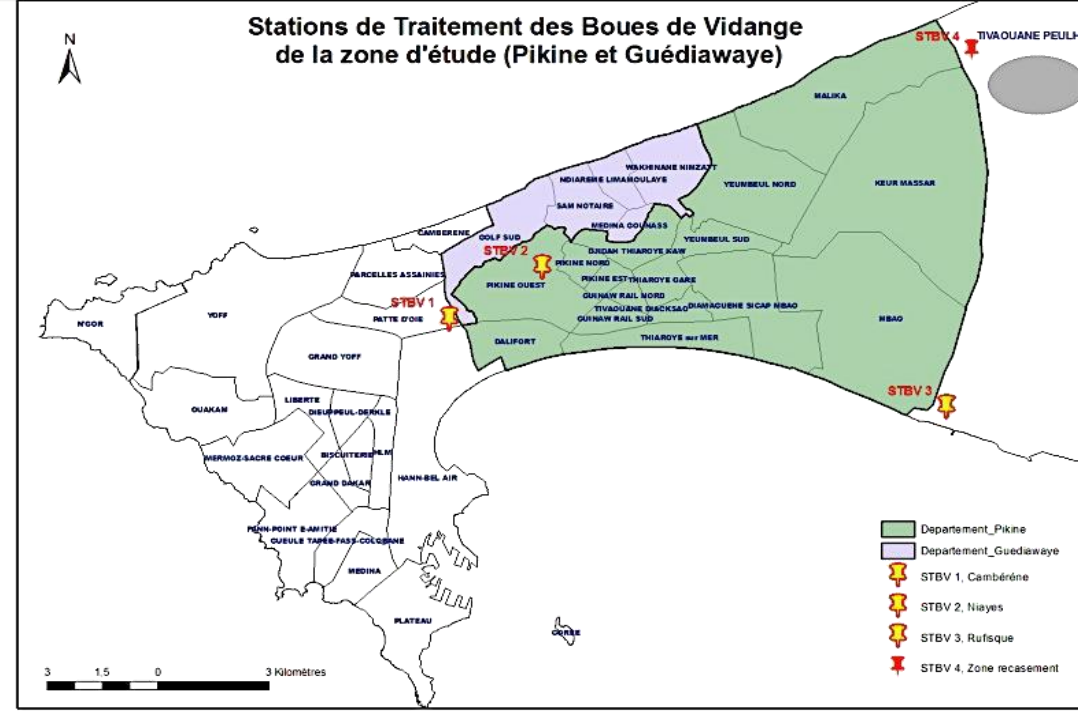 Stations de Traitement des Boues de Vidange
de la zone d'étude (Pikine et Guédiawaye)
N
STBV 4
TIVAOUANE PEULH
MALIKA
WAKHINANE NIMZATT
NDIAREME LIMAMOULAYE
YEUMBEUL NORD
KEUR MASSAR
SAM NOTAIRE
MEDINA GOUNASS
CAMBERENE
GOLF SUD
YEUMBEUL SUD
STBV 2
DJIDAH THIAROYE KAW
PIKINE NORD
PARCELLES ASSAINIES
PIKINE EST
THIAROYE GARE
PIKINE OUEST
GUINAW RAIL NORD
STBV 1
TIVAOUANE DIACKSAO
DIAMAGUENE SICAP MBAO
YOFF
PATTE D'OIE
GUINAW RAIL SUD
MBAO
N'GOR
DALIFORT
THIAROYE sur MER
GRAND YOFF
STBV 3
LIBERTE
OUAKAM
DIEUPPEUL-DERKLE
MERMOZ-SACRE COEUR
BISCUITERIE
HLM
GRAND DAKAR
HANN-BEL AIR
FANN-POINT E-AMITIE
GUEULE TAPEE-FASS-COLOBANE
MEDINA
PLATEAU
GOREE
Departement_Pikine
Departement_Guediawaye
STBV 1, Cambéréne
STBV 2, Niayes
STBV 3, Rufisque
STBV 4, Zone recasement
3 1,5 0 3 Kilomètres